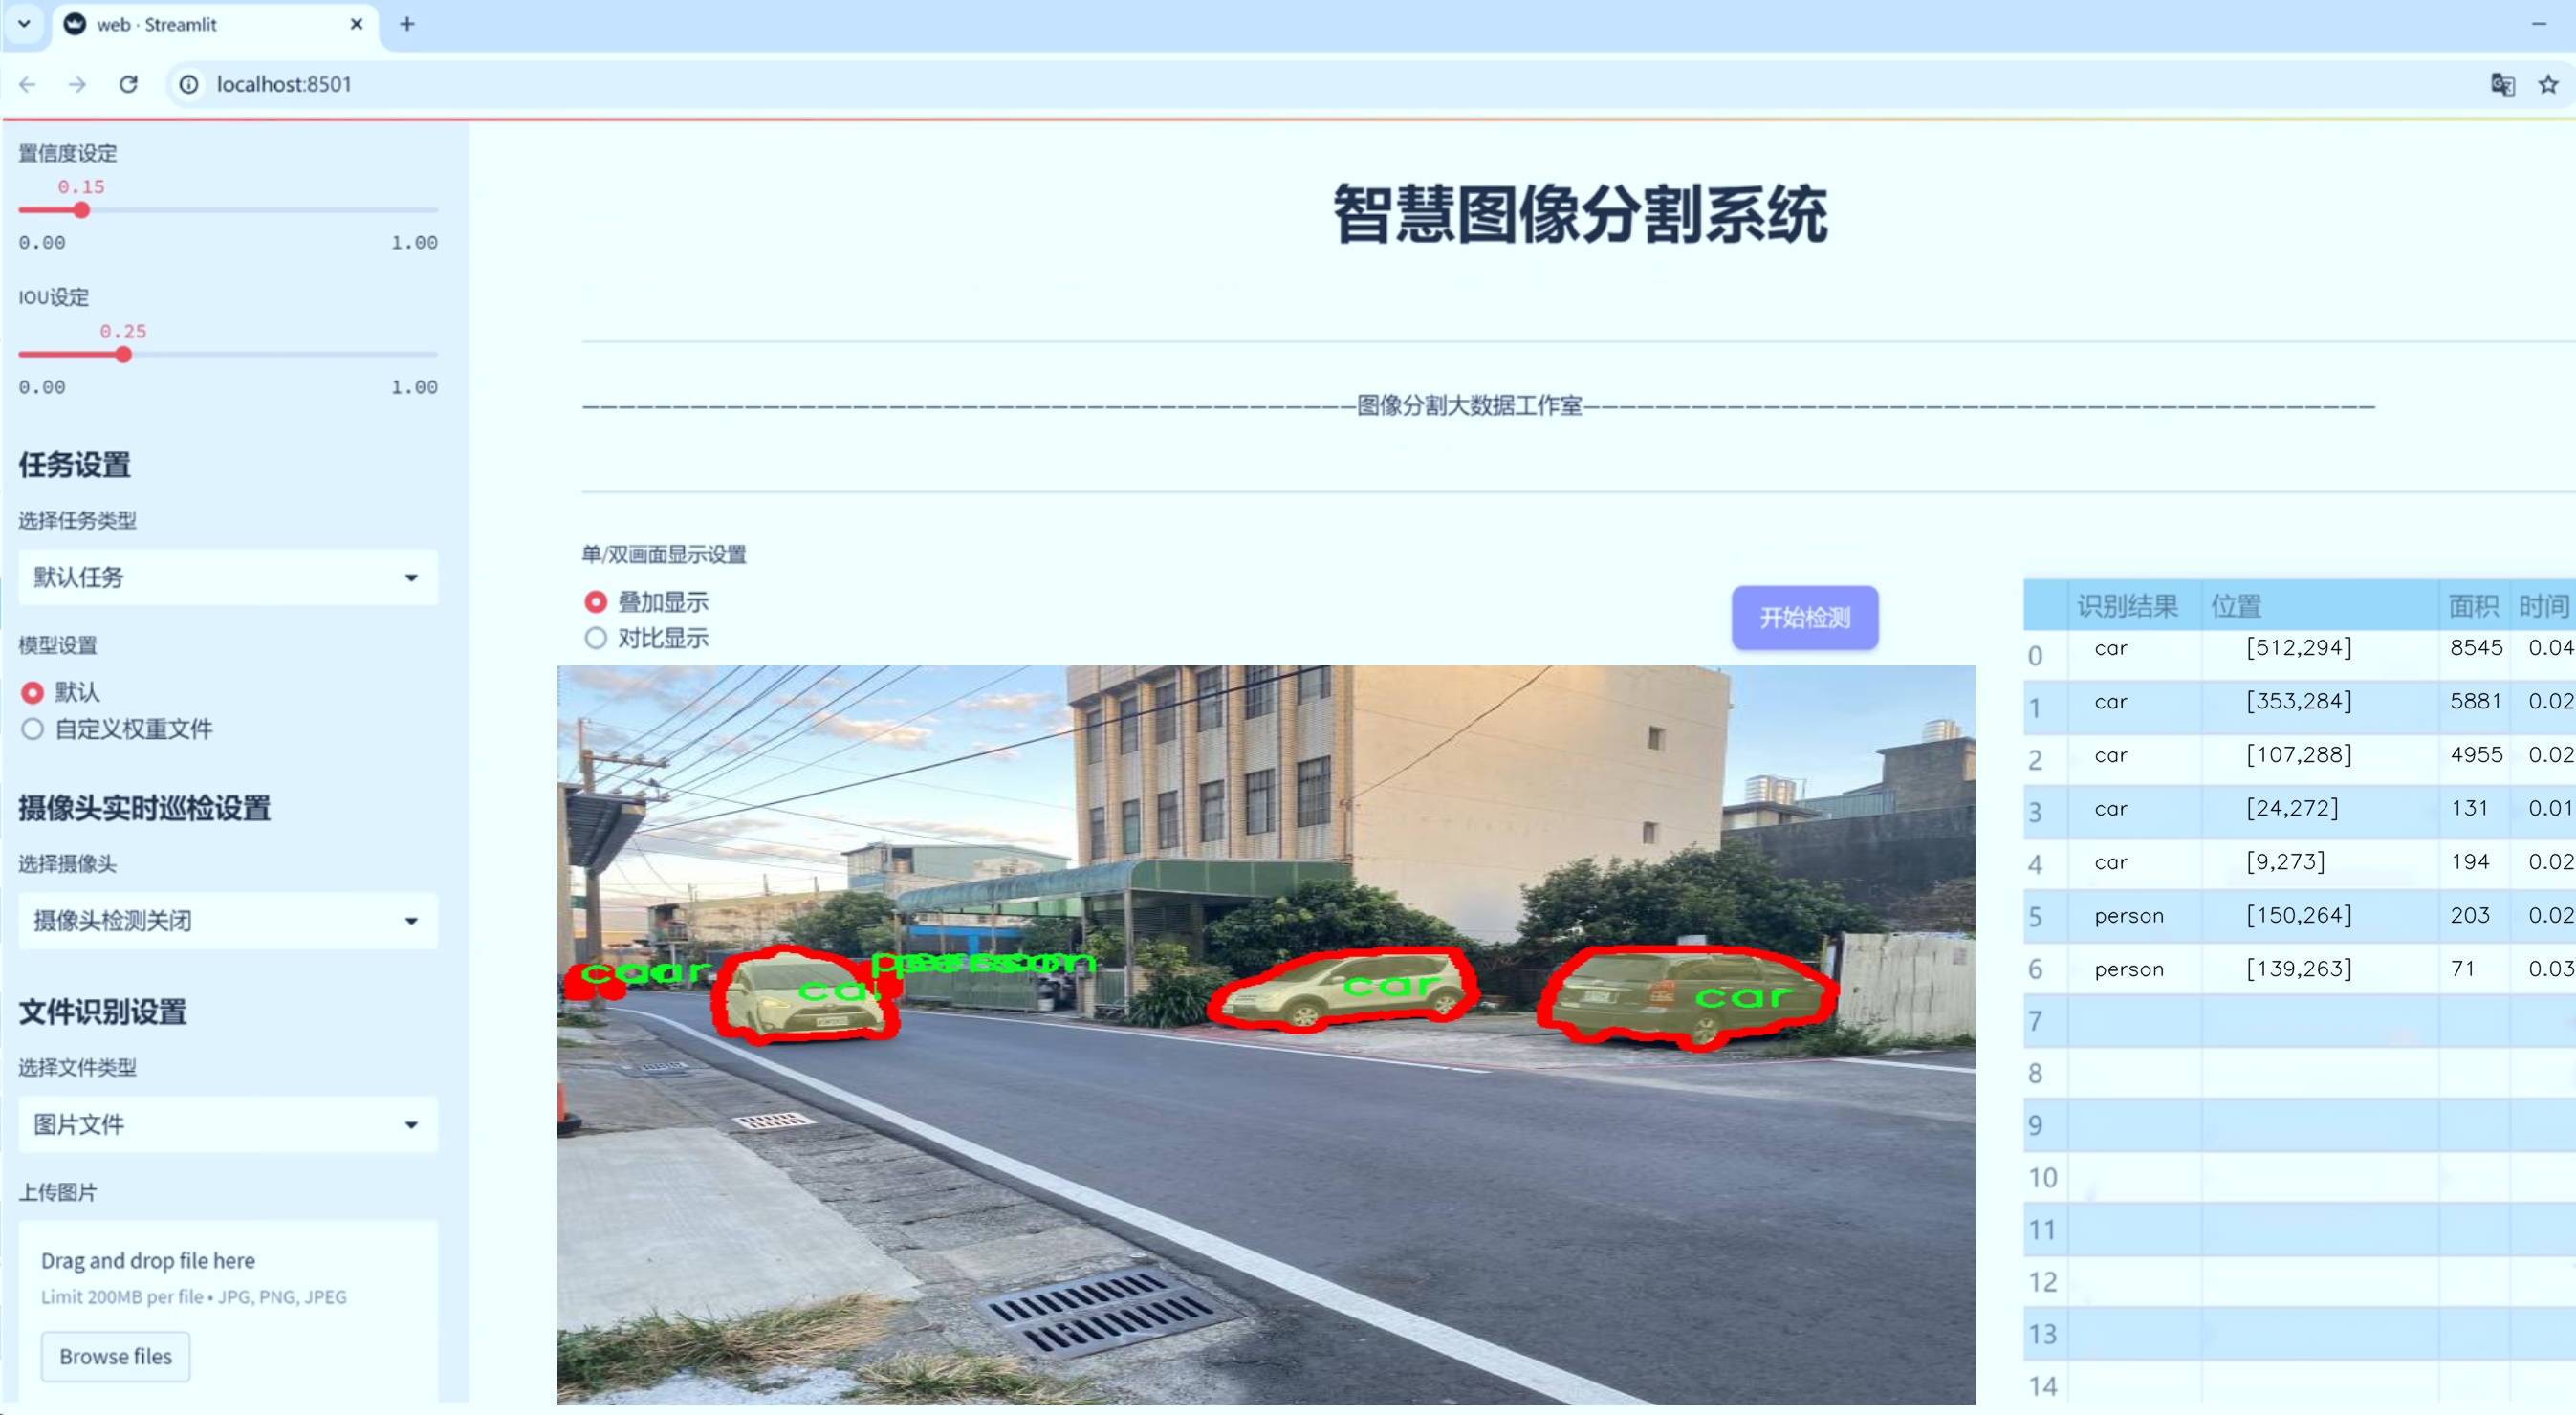 web · Streamlit
localhost:8501
置信度设定
0.15
0.00 1.00
IOU设定
0.25
0.00 1.00
任务设置
选择任务类型
默认任务
模型设置
默认
自定义权重文件
摄像头实时巡检设置
选择摄像头
摄像头检测关闭
文件识别设置
选择文件类型
图片文件
上传图片
Drag and drop file here
Limit 200MB per file • JPG, PNG, JPEG
Browse files
智慧图像分割系统
图像分割大数据工作室
单/双画面显示设置
叠加显示
对比显示
开始检测
car
person
car
car
car
识别结果 位置 面积 时间
0 car [512,294] 8545 0.04
1 car [353,284] 5881 0.02
2 car [107,288] 4955 0.02
3 car [24,272] 131 0.01
4 car [9,273] 194 0.02
5 person [150,264] 203 0.02
6 person [139,263] 71 0.03
7
8
9
10
11
12
13
14